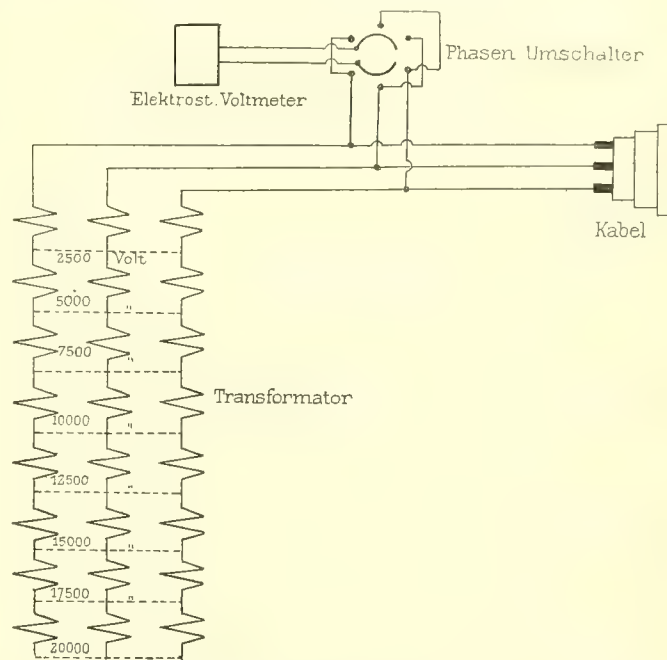 Phasen Umschalter
Elektrost. Voltmeter
Kabel
2500 Volt
5000 "
7500 "
Transformator
10000 "
12500 "
15000 "
17500 "
20000